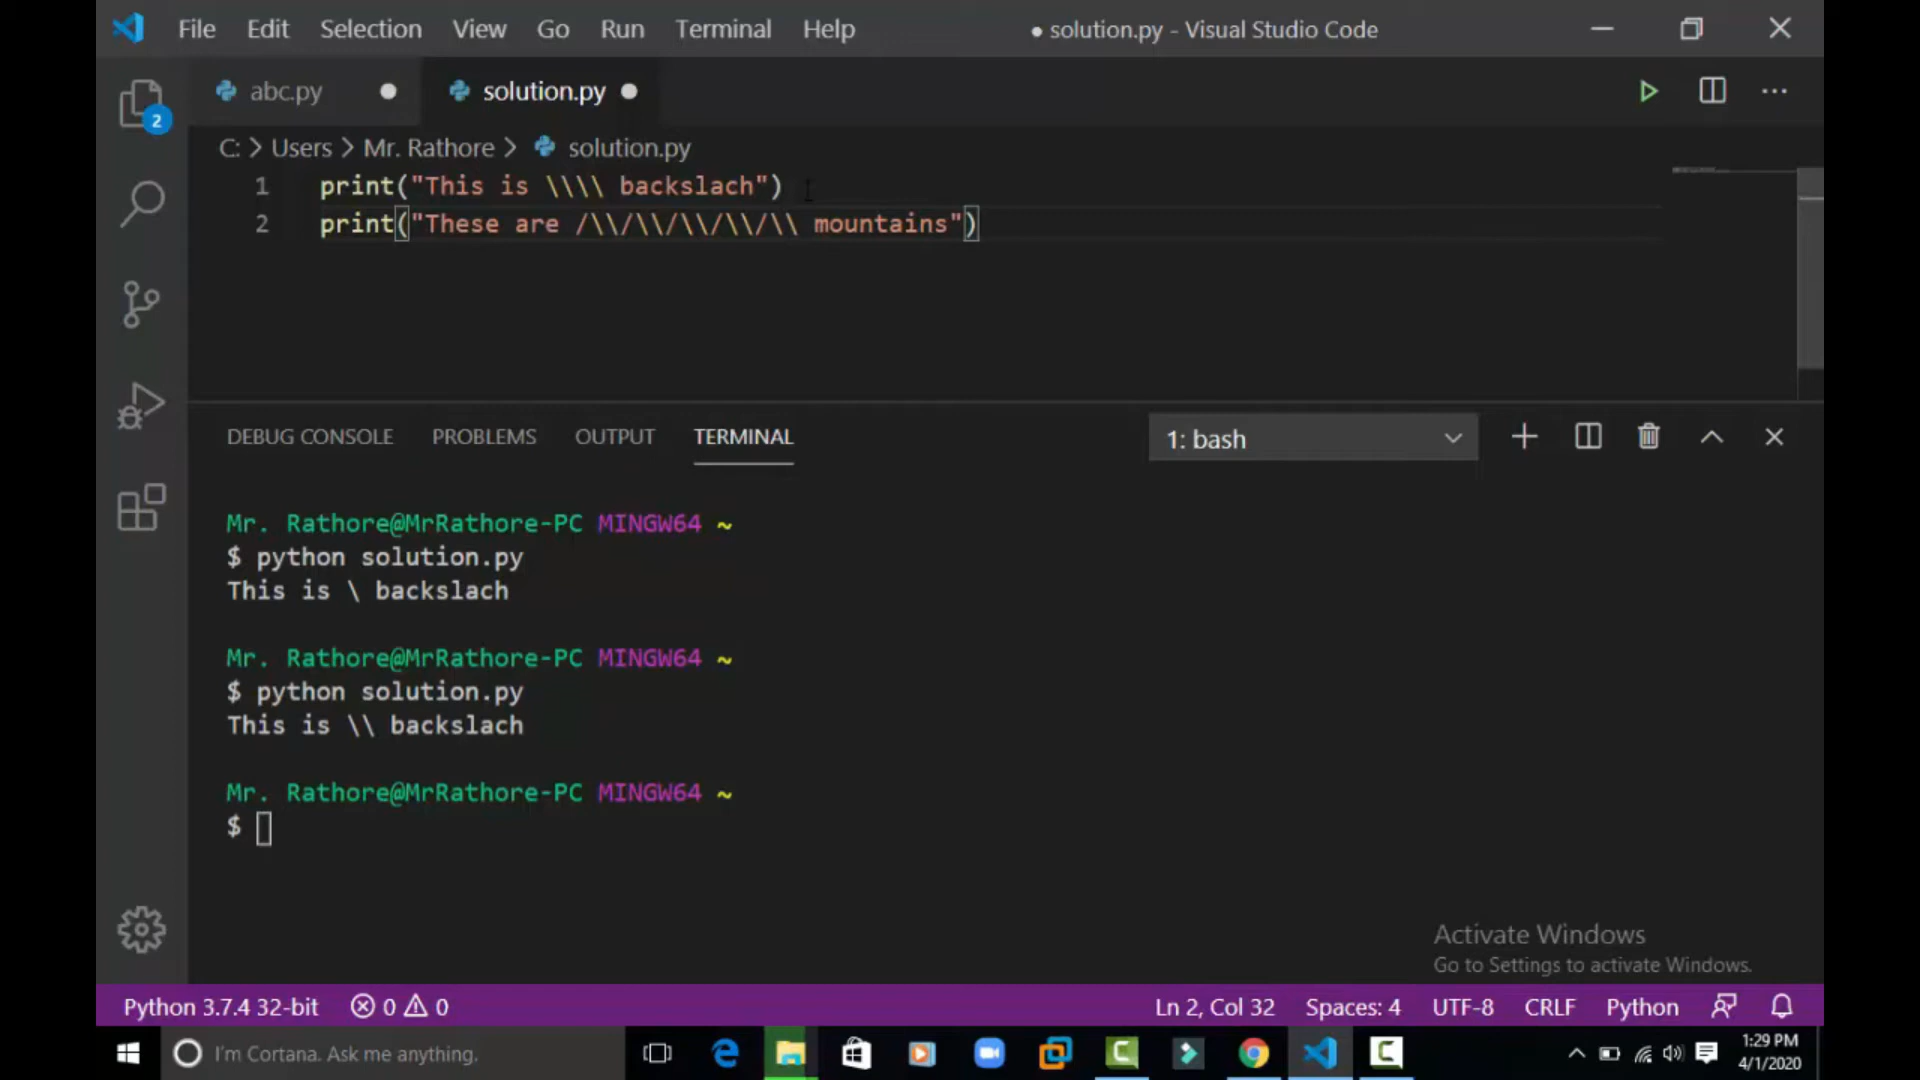 File Edit Selection View Go Run Terminal Help ● solution.py - Visual Studio Code
abc.py ● solution.py ●
2
C: > Users > Mr. Rathore > solution.py
1 print("This is \\\\ backslach")
2 print("These are /\\/\\/\\/\\/\\ mountains")
DEBUG CONSOLE PROBLEMS OUTPUT TERMINAL 1: bash
Mr. Rathore@MrRathore-PC MINGW64 ~
$ python solution.py
This is \ backslach
Mr. Rathore@MrRathore-PC MINGW64 ~
$ python solution.py
This is \\ backslach
Mr. Rathore@MrRathore-PC MINGW64 ~
$
Activate Windows
Go to Settings to activate Windows.
Python 3.7.4 32-bit 0 0 Ln 2, Col 32 Spaces: 4 UTF-8 CRLF Python
I'm Cortana. Ask me anything. 1:29 PM
4/1/2020